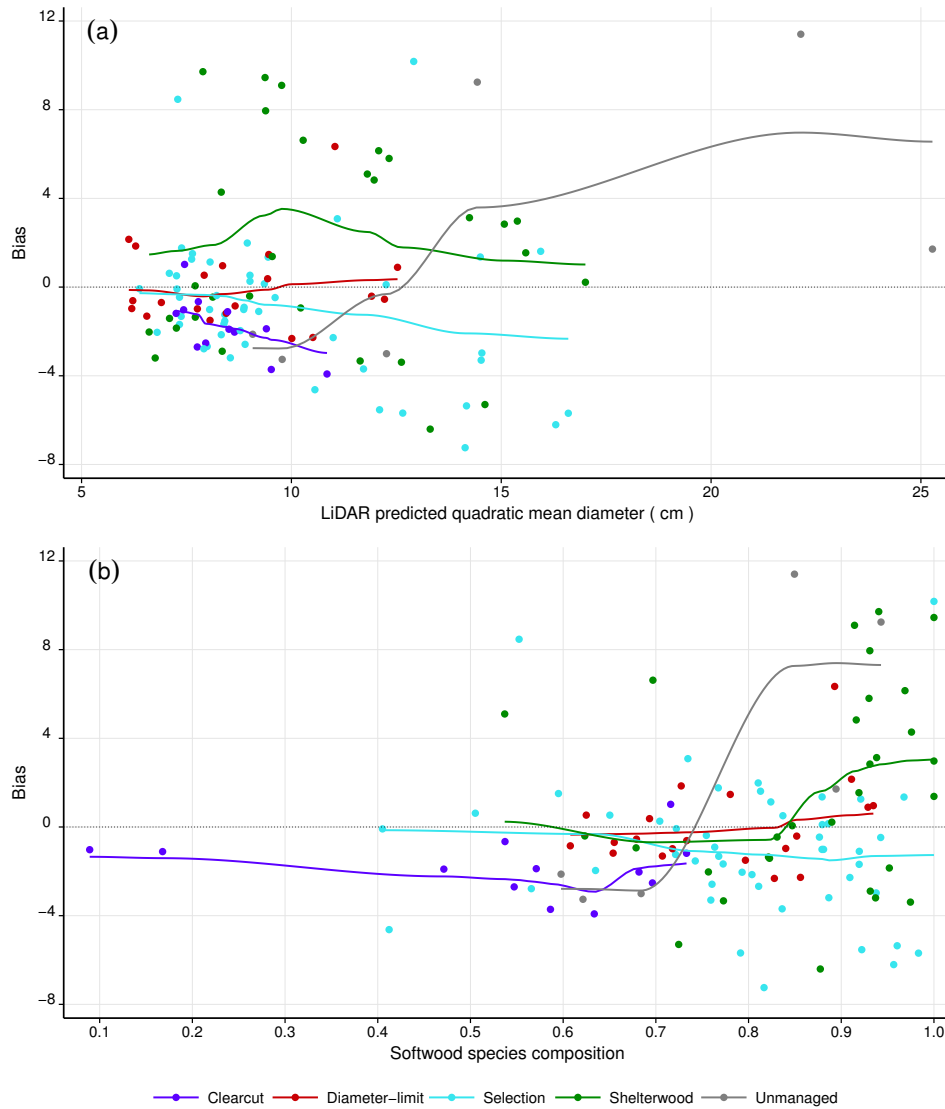 (a)
Bias
12
8
4
0
−4
−8
5 10 15 20 25
LiDAR predicted quadratic mean diameter ( cm )
(b)
Bias
12
8
4
0
−4
−8
0.1 0.2 0.3 0.4 0.5 0.6 0.7 0.8 0.9 1.0
Softwood species composition
Clearcut Diameter−limit Selection Shelterwood Unmanaged